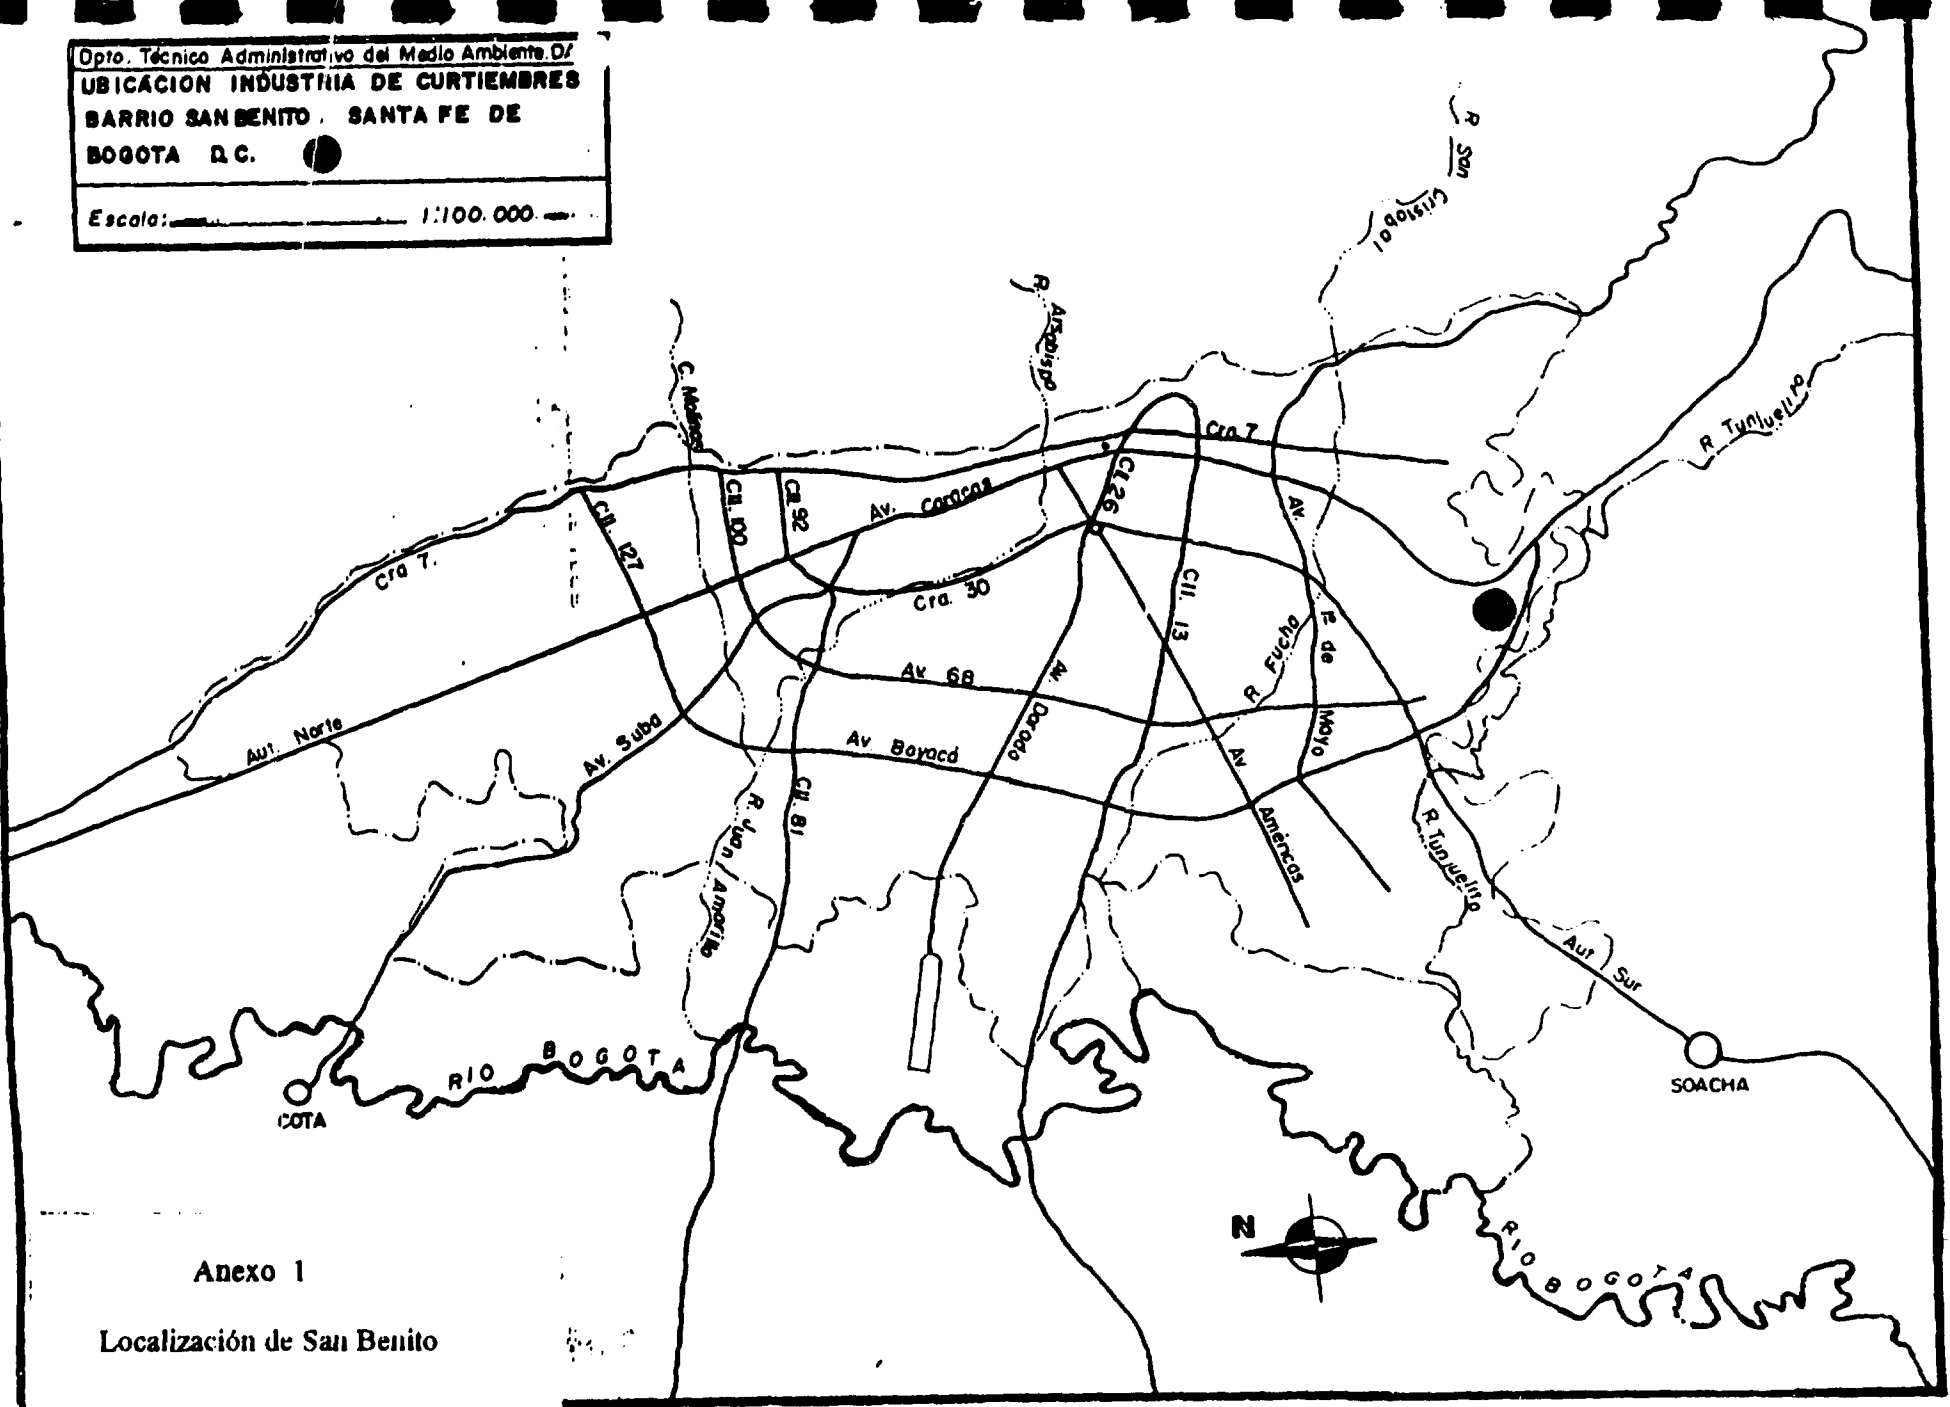 Dpto. Técnico Administrativo del Medio Ambiente.
UBICACION INDUSTRIA DE CURTIEMBRES
BARRIO SAN BENITO. SANTA FE DE
BOGOTA D.C.
Escala: 1:100.000
R. San Cristobal
R. Arzobispo
C. Molinos
R. Tunjuelito
Cra 7
Cll 26
Cll. 127
Cll. 100
Cll. 92
Av. Caracas
Av. 1º de Mayo
Cra 7.
Cra. 30
Cll. 13
R. Fucha
Av. 68
Av. Dorado
Aut. Norte
Av. Suba
Av. Boyacá
Av. Américas
Cll. 81
R. Juan Amarillo
R. Tunjuelito
Aut. Sur
SOACHA
RIO BOGOTA
COTA
N
RIO BOGOTA
Anexo 1
Localización de San Benito